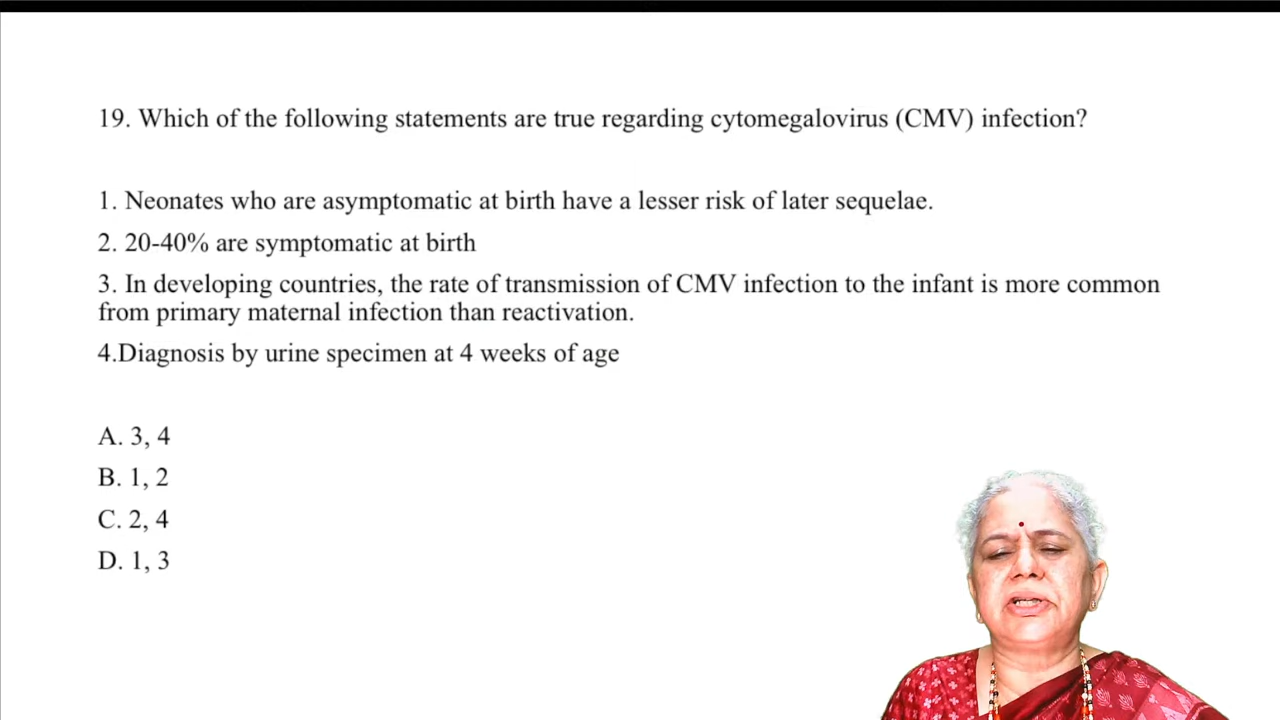 19. Which of the following statements are true regarding cytomegalovirus (CMV) infection?
1. Neonates who are asymptomatic at birth have a lesser risk of later sequelae.
2. 20-40% are symptomatic at birth
3. In developing countries, the rate of transmission of CMV infection to the infant is more common
from primary maternal infection than reactivation.
4.Diagnosis by urine specimen at 4 weeks of age
A. 3, 4
B. 1, 2
C. 2, 4
D. 1, 3